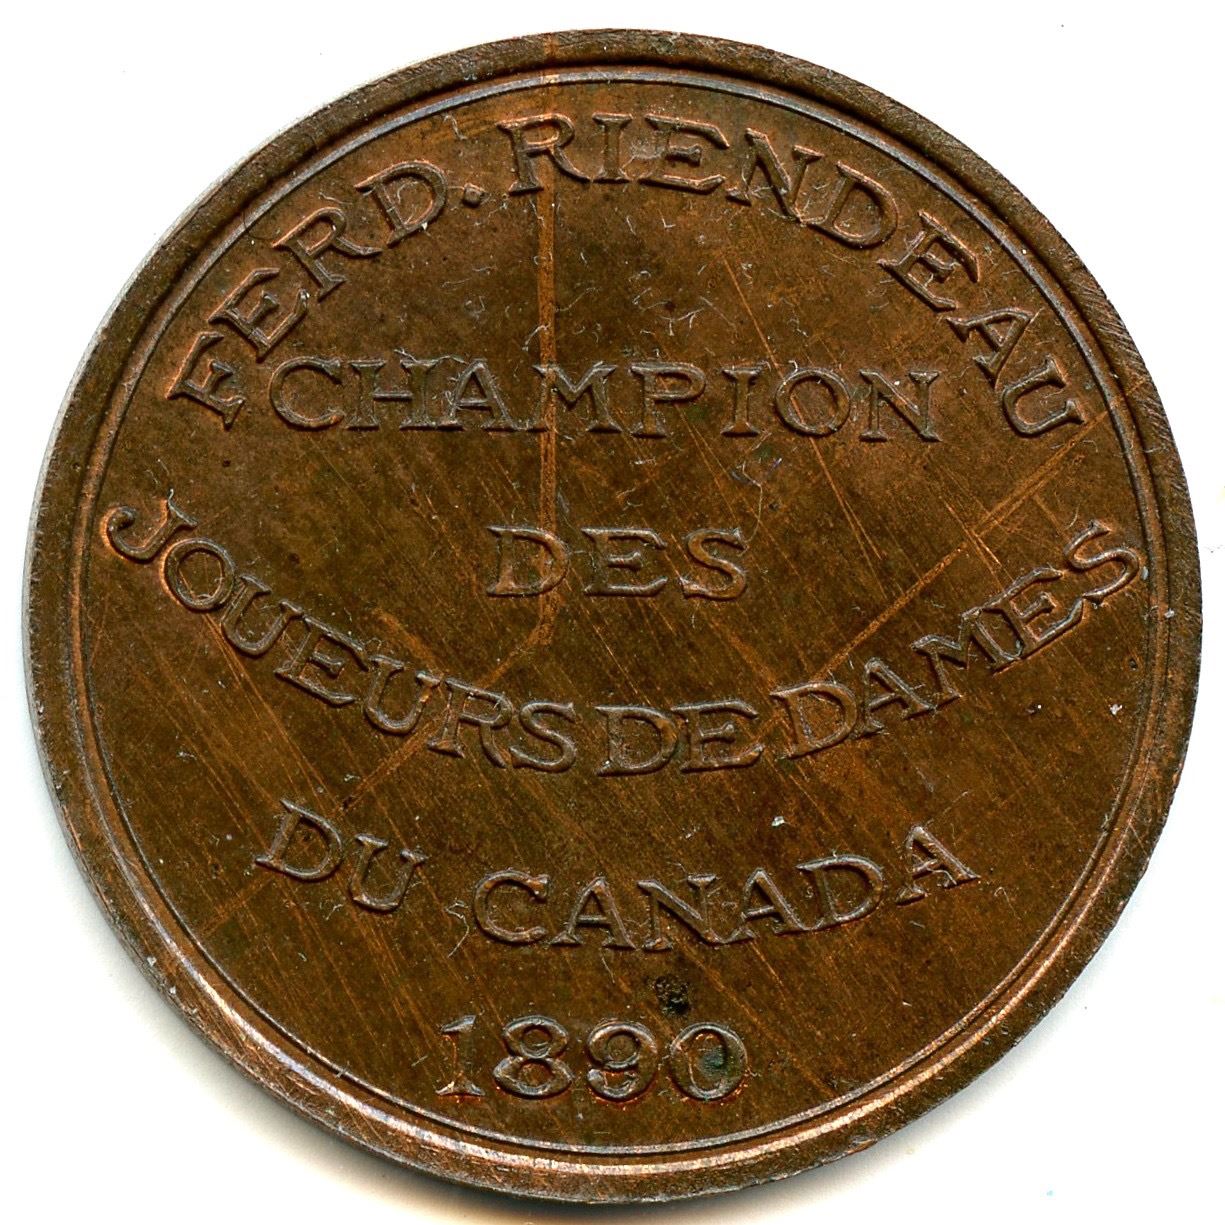 FERD. RIENDEAU
CHAMPION
DES
JOUEURS DE DAMES
DU CANADA
1890